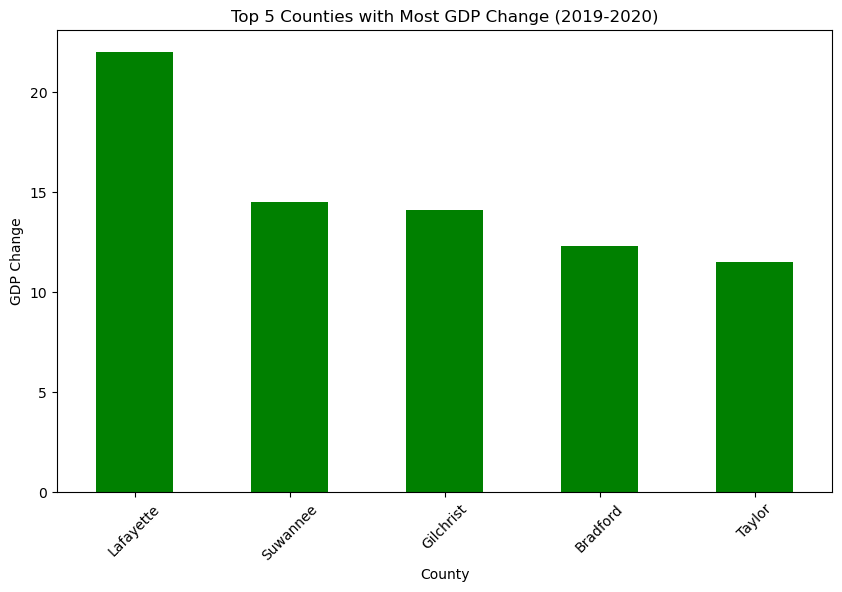 Top 5 Counties with Most GDP Change (2019-2020)
GDP Change
20
15
10
5
0
Lafayette
Suwannee
Gilchrist
Bradford
Taylor
County